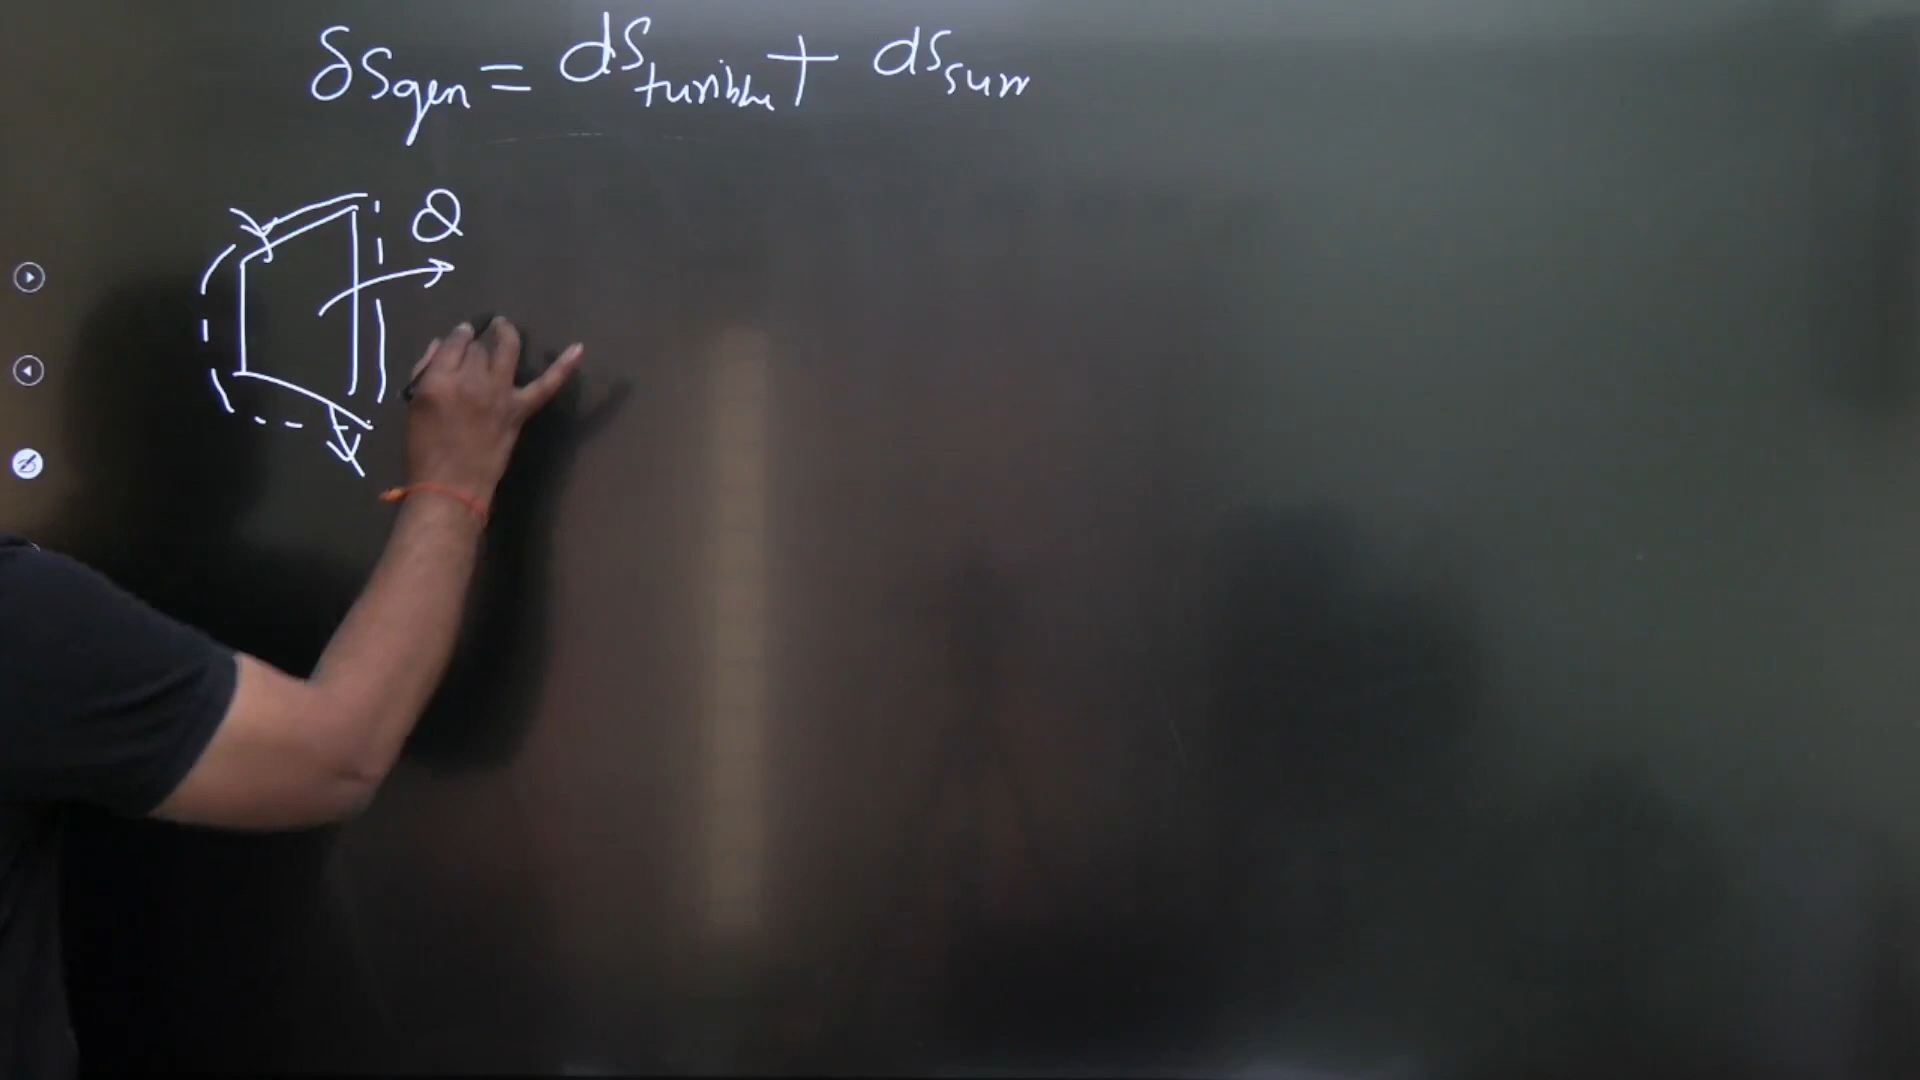 δSgen = dSturbine + dSsurr
Q